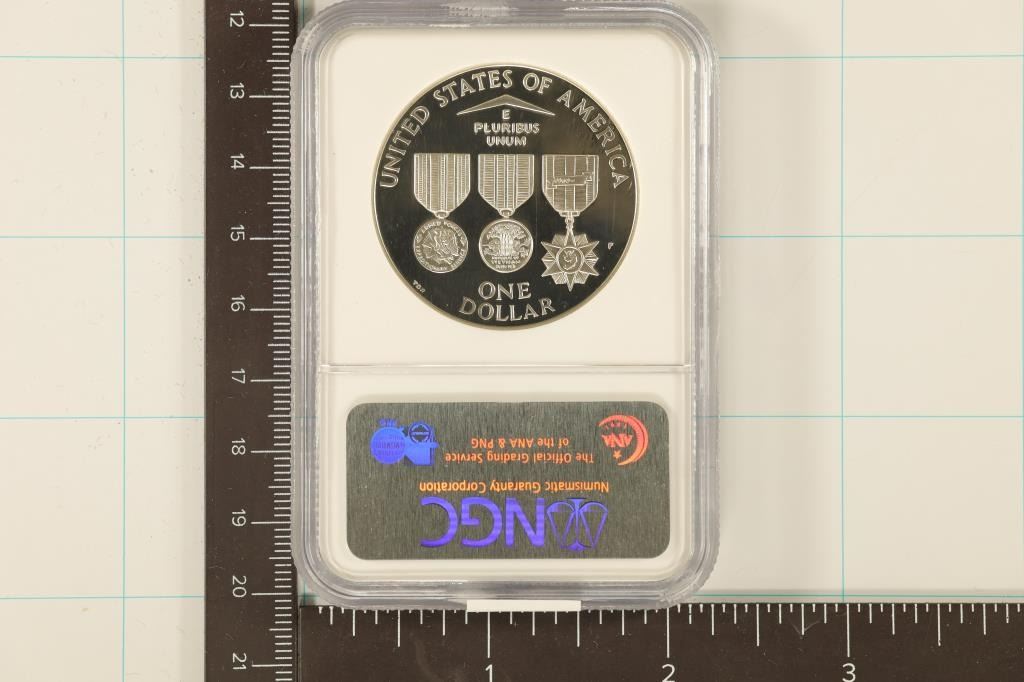 UNITED STATES OF AMERICA
E
PLURIBUS
UNUM
ONE
DOLLAR
P
ANA
The Official Grading Service
of the ANA & PNG
Numismatic Guaranty Corporation
NGC
12
13
14
15
16
17
18
19
20
21
1
2
3